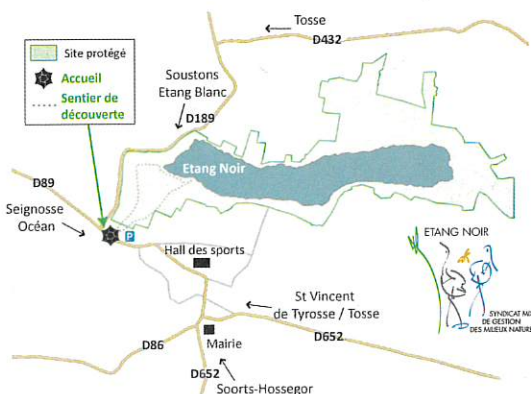 Tosse
D432
Site protégé
Accueil
Sentier de
découverte
Soustons
Etang Blanc
D189
Etang Noir
D89
Seignosse
Océan
P
Hall des sports
ETANG NOIR
St Vincent
de Tyrosse / Tosse
SYNDICAT MI
DE GESTION
DES MILIEUX NATURE
D652
D86
Mairie
D652
Soorts-Hossegor